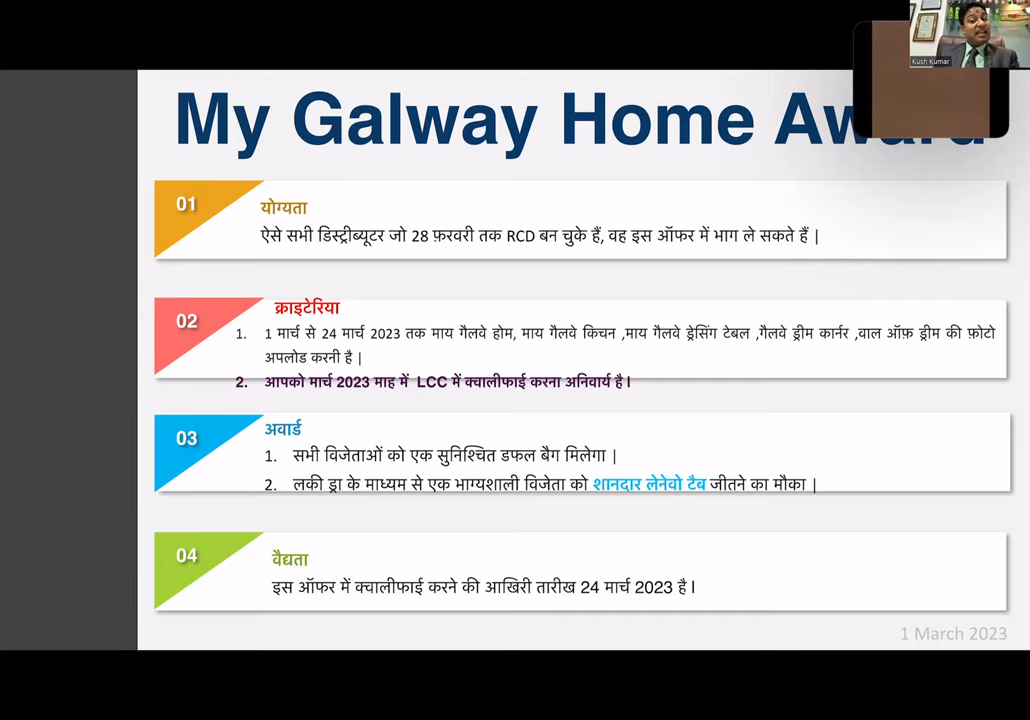 Kush Kumar
My Galway Home Award
01
योग्यता
ऐसे सभी डिस्ट्रीब्यूटर जो 28 फ़रवरी तक RCD बन चुके हैं, वह इस ऑफर में भाग ले सकते हैं |
02
क्राइटेरिया
1. 1 मार्च से 24 मार्च 2023 तक माय गैलवे होम, माय गैलवे किचन ,माय गैलवे ड्रेसिंग टेबल ,गैलवे ड्रीम कार्नर ,वाल ऑफ़ ड्रीम की फ़ोटो
अपलोड करनी है |
2. आपको मार्च 2023 माह में LCC में क्वालीफाई करना अनिवार्य है I
03
अवार्ड
1. सभी विजेताओं को एक सुनिश्चित डफल बैग मिलेगा |
2. लकी ड्रा के माध्यम से एक भाग्यशाली विजेता को शानदार लेनेवो टैब जीतने का मौका |
04
वैद्यता
इस ऑफर में क्वालीफाई करने की आखिरी तारीख 24 मार्च 2023 है I
1 March 2023